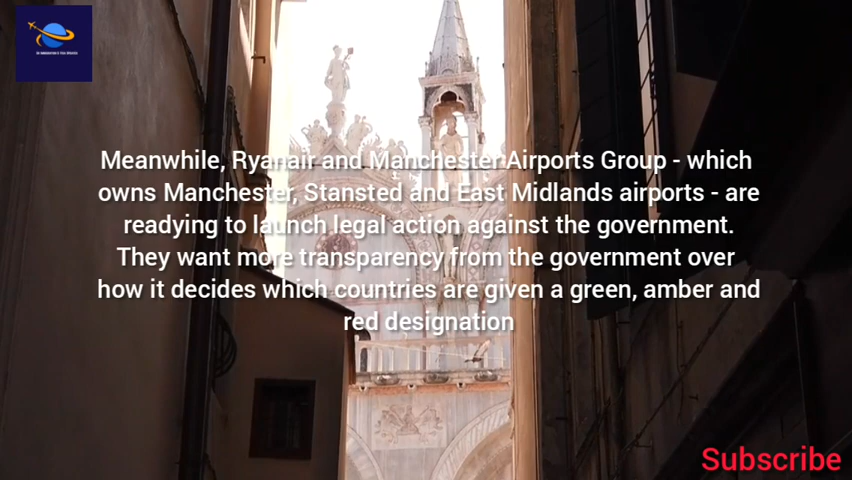 Meanwhile, Ryanair and Manchester Airports Group - which
owns Manchester, Stansted and East Midlands airports - are
readying to launch legal action against the government.
They want more transparency from the government over
how it decides which countries are given a green, amber and
red designation
Subscribe